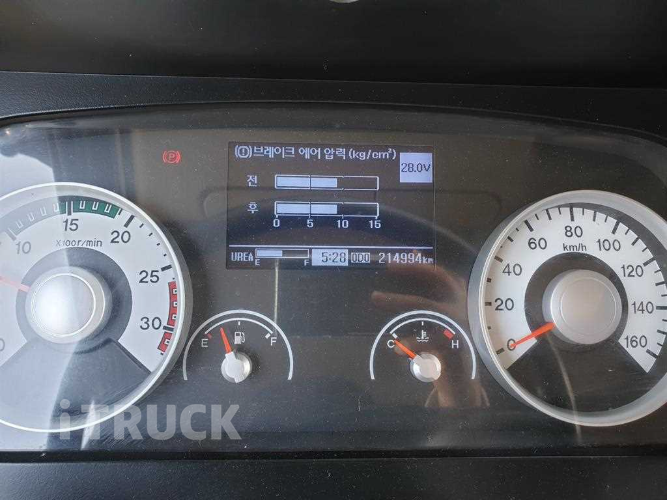 (!) 브레이크 에어 압력 (kg/cm²)
28.0V
전
후
0 5 10 15
UREA E F 5:28 ODO 214994km
P
0 10 15 20 25 30
X100r/min
E F
C H
0 20 40 60 80 100 120 140 160
km/h
iTRUCK